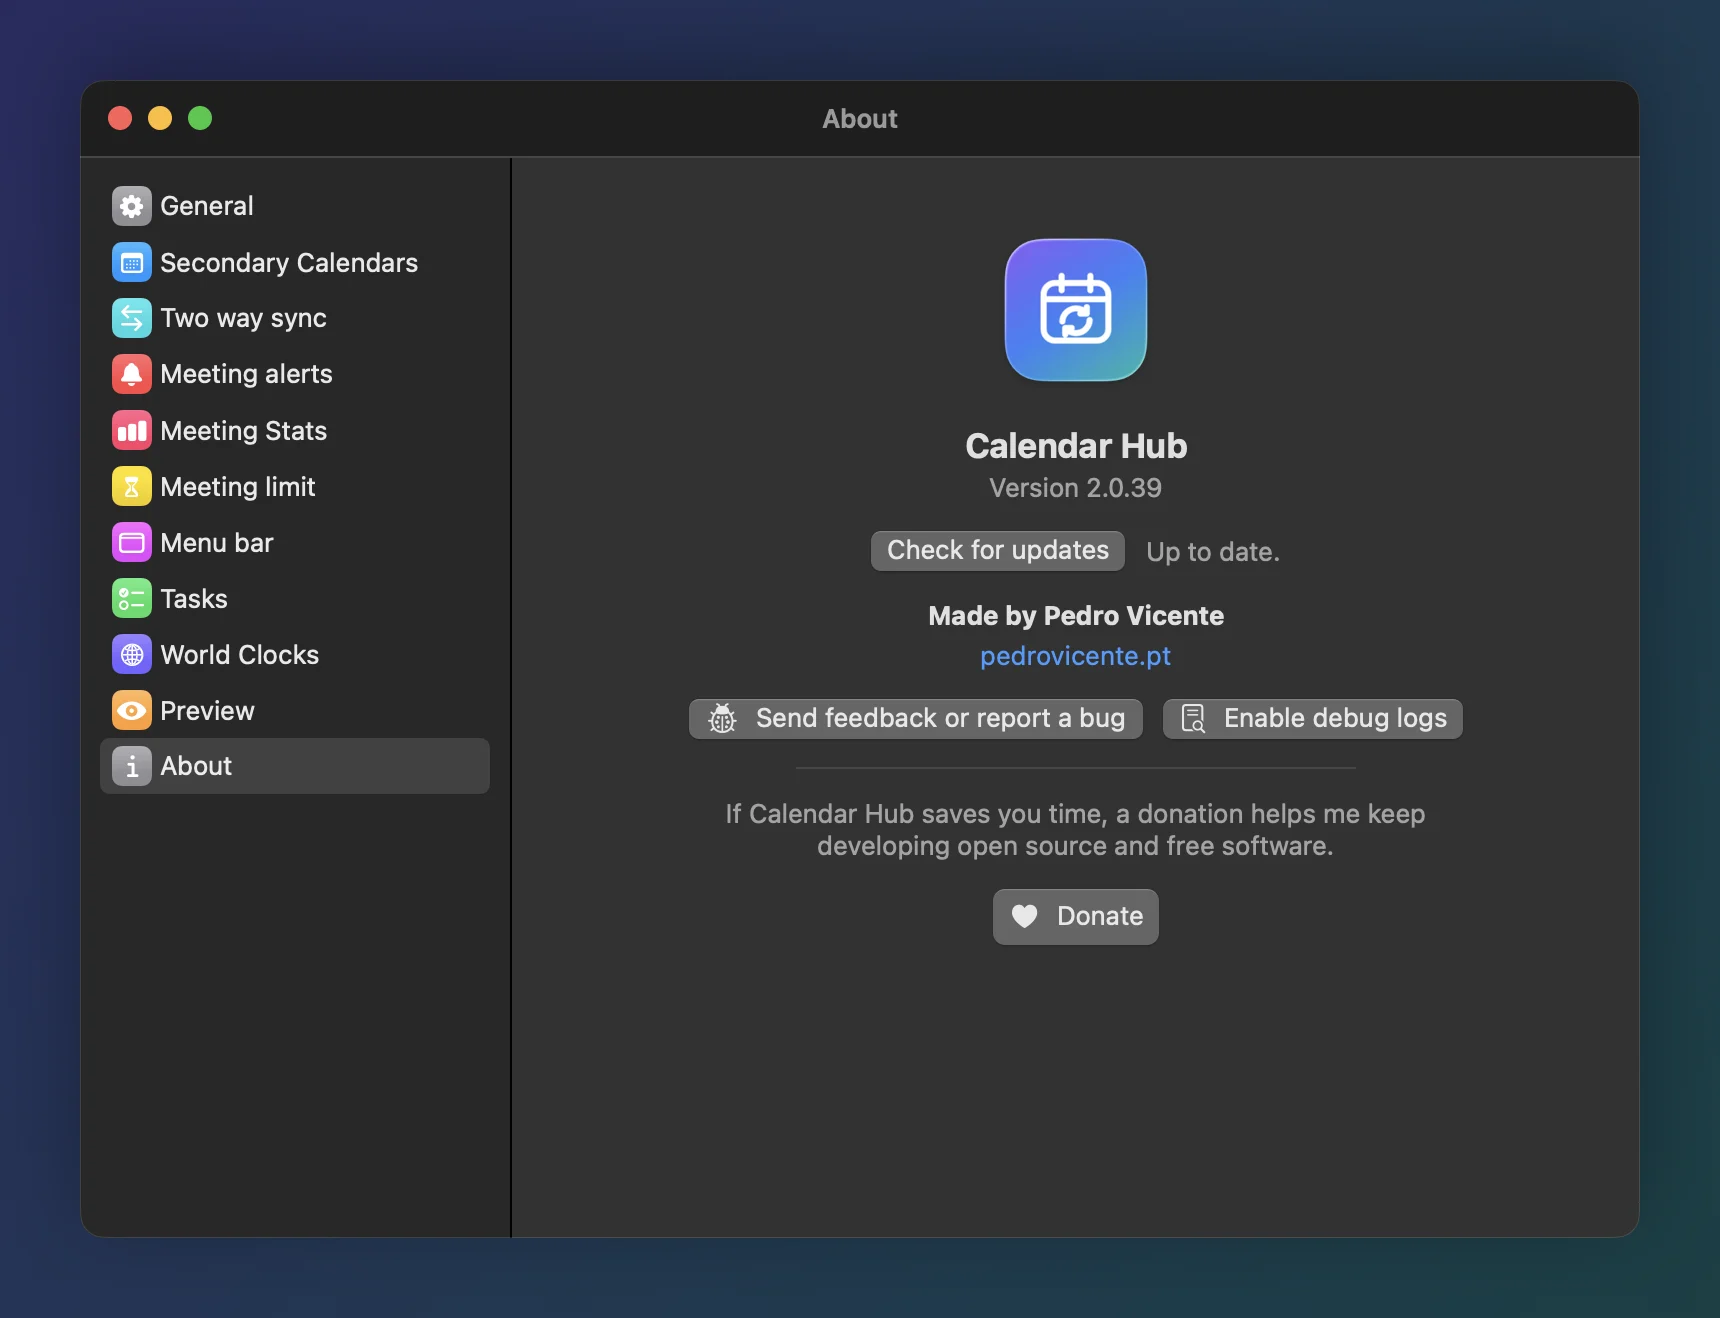 About
General
Secondary Calendars
Two way sync
Meeting alerts
Meeting Stats
Meeting limit
Menu bar
Tasks
World Clocks
Preview
About
Calendar Hub
Version 2.0.39
Check for updates Up to date.
Made by Pedro Vicente
pedrovicente.pt
Send feedback or report a bug Enable debug logs
If Calendar Hub saves you time, a donation helps me keep
developing open source and free software.
Donate